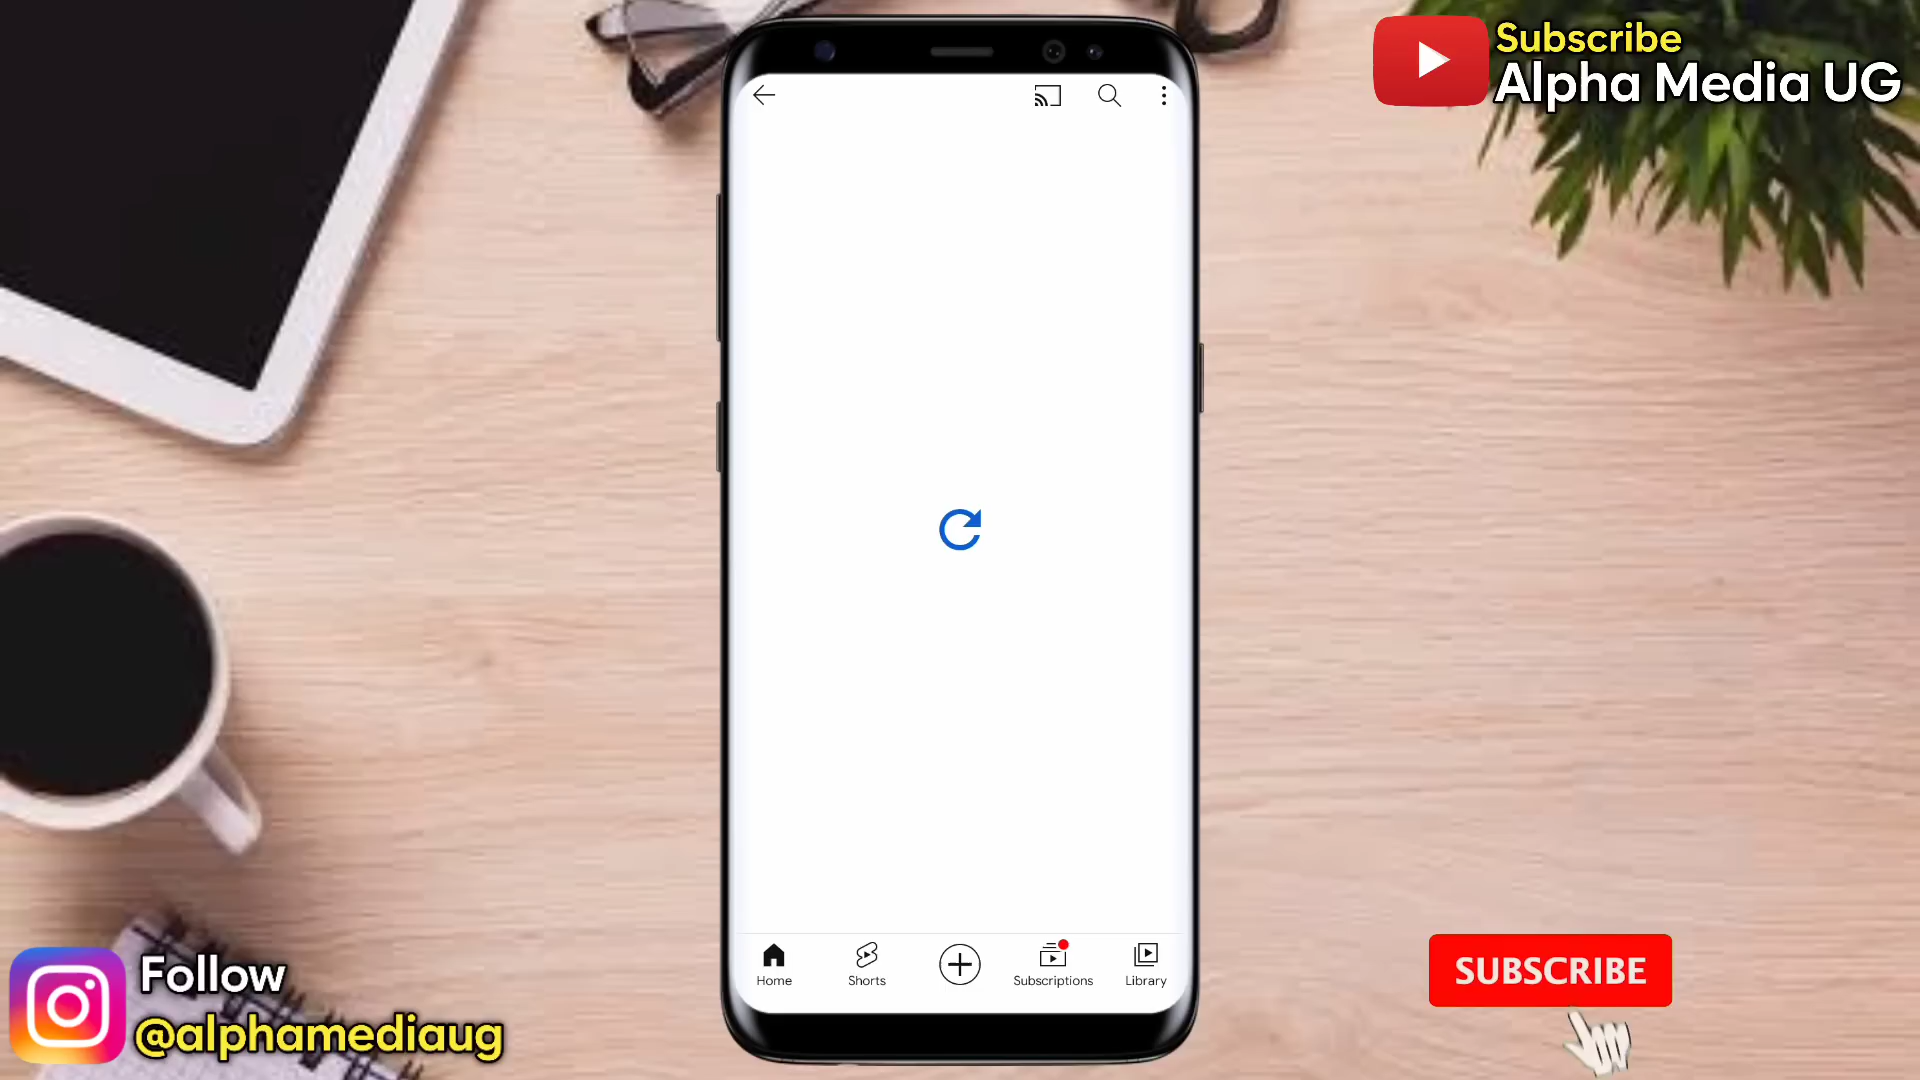 Subscribe
Alpha Media UG
Home
Shorts
Subscriptions
Library
Follow
@alphamediaug
SUBSCRIBE